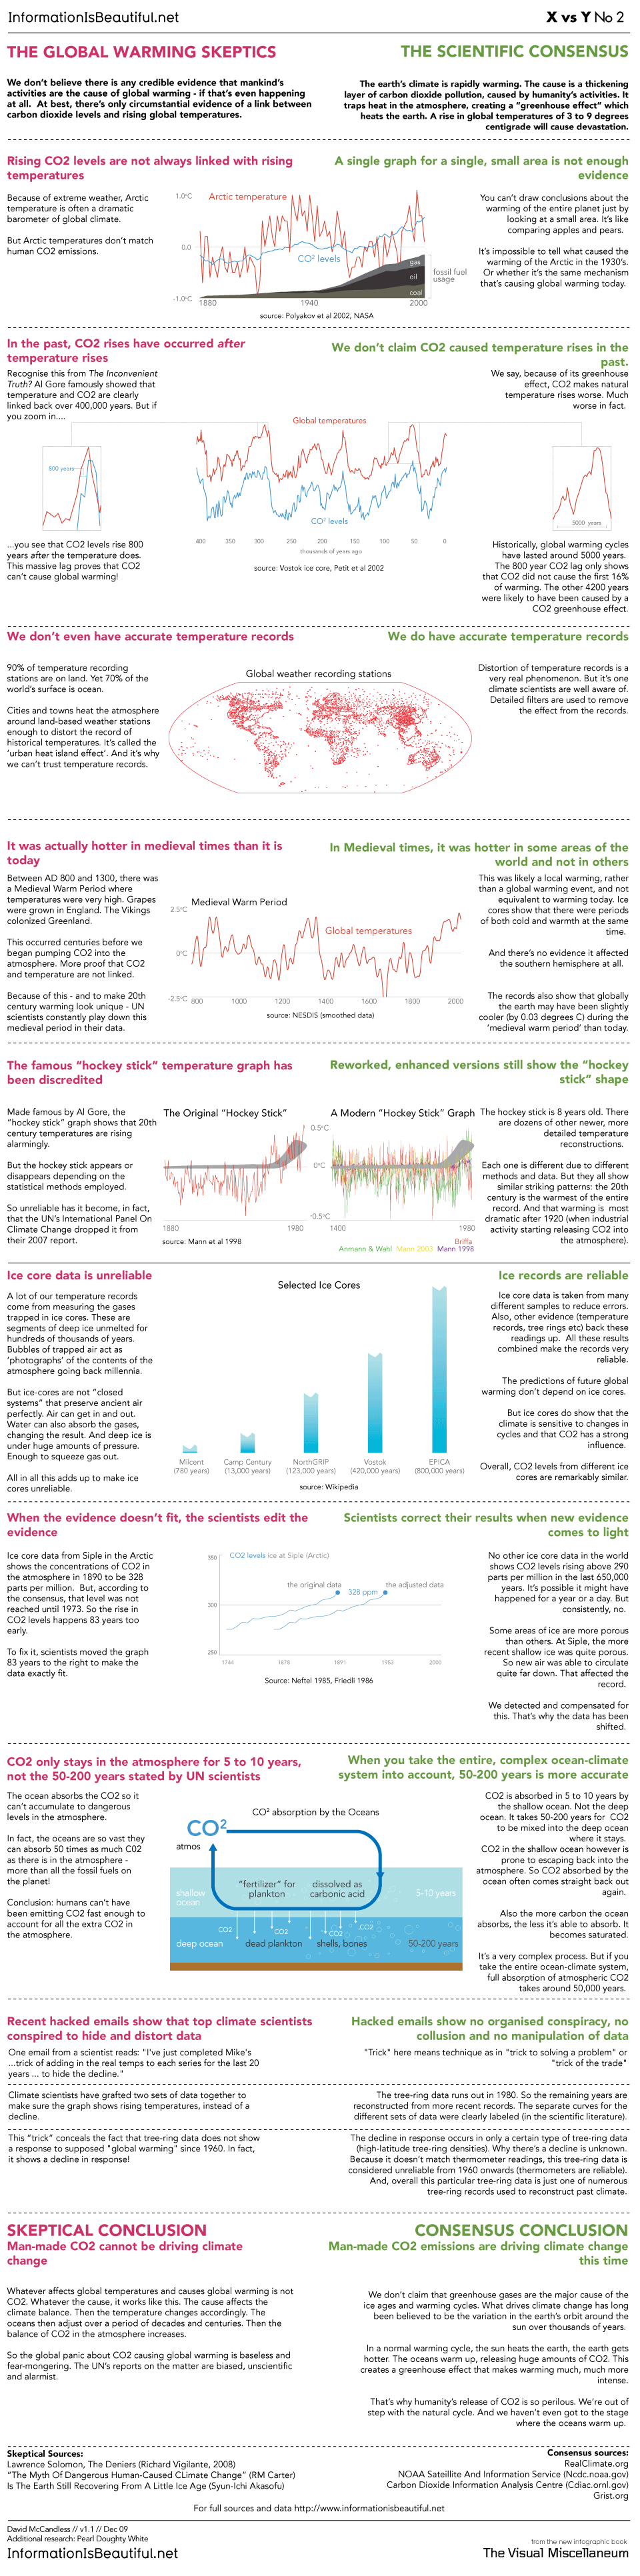 InformationIsBeautiful.net
X vs Y No 2
THE GLOBAL WARMING SKEPTICS
We don't believe there is any credible evidence that mankind's
activities are the cause of global warming - if that's even happening
at all. At best, there's only circumstantial evidence of a link between
carbon dioxide levels and rising global temperatures.
THE SCIENTIFIC CONSENSUS
The earth's climate is rapidly warming. The cause is a thickening
layer of carbon dioxide pollution, caused by humanity's activities. It
traps heat in the atmosphere, creating a "greenhouse effect" which
heats the earth. A rise in global temperatures of 3 to 9 degrees
centigrade will cause devastation.
Rising CO2 levels are not always linked with rising
temperatures
Because of extreme weather, Arctic
temperature is often a dramatic
barometer of global climate.
But Arctic temperatures don't match
human CO2 emissions.
1.0ºC
Arctic temperature
0.0
CO² levels
gas
oil
coal
fossil fuel
usage
-1.0ºC
1880
1940
2000
source: Polyakov et al 2002, NASA
A single graph for a single, small area is not enough
evidence
You can't draw conclusions about the
warming of the entire planet just by
looking at a small area. It's like
comparing apples and pears.
It's impossible to tell what caused the
warming of the Arctic in the 1930's.
Or whether it's the same mechanism
that's causing global warming today.
In the past, CO2 rises have occurred after
temperature rises
Recognise this from The Inconvenient
Truth? Al Gore famously showed that
temperature and CO2 are clearly
linked back over 400,000 years. But if
you zoom in....
800 years
...you see that CO2 levels rise 800
years after the temperature does.
This massive lag proves that CO2
can't cause global warming!
Global temperatures
CO² levels
400 350 300 250 200 150 100 50 0
thousands of years ago
source: Vostok ice core, Petit et al 2002
We don't claim CO2 caused temperature rises in the
past.
We say, because of its greenhouse
effect, CO2 makes natural
temperature rises worse. Much
worse in fact.
5000 years
Historically, global warming cycles
have lasted around 5000 years.
The 800 year CO2 lag only shows
that CO2 did not cause the first 16%
of warming. The other 4200 years
were likely to have been caused by a
CO2 greenhouse effect.
We don't even have accurate temperature records
90% of temperature recording
stations are on land. Yet 70% of the
world's surface is ocean.
Cities and towns heat the atmosphere
around land-based weather stations
enough to distort the record of
historical temperatures. It's called the
'urban heat island effect'. And it's why
we can't trust temperature records.
Global weather recording stations
We do have accurate temperature records
Distortion of temperature records is a
very real phenomenon. But it's one
climate scientists are well aware of.
Detailed filters are used to remove
the effect from the records.
It was actually hotter in medieval times than it is
today
Between AD 800 and 1300, there was
a Medieval Warm Period where
temperatures were very high. Grapes
were grown in England. The Vikings
colonized Greenland.
This occurred centuries before we
began pumping CO2 into the
atmosphere. More proof that CO2
and temperature are not linked.
Because of this - and to make 20th
century warming look unique - UN
scientists constantly play down this
medieval period in their data.
Medieval Warm Period
2.5ºC
Global temperatures
0ºC
-2.5ºC
800 1000 1200 1400 1600 1800 2000
source: NESDIS (smoothed data)
In Medieval times, it was hotter in some areas of the
world and not in others
This was likely a local warming, rather
than a global warming event, and not
equivalent to warming today. Ice
cores show that there were periods
of both cold and warmth at the same
time.
And there's no evidence it affected
the southern hemisphere at all.
The records also show that globally
the earth may have been slightly
cooler (by 0.03 degrees C) during the
'medieval warm period' than today.
The famous "hockey stick" temperature graph has
been discredited
Made famous by Al Gore, the
"hockey stick" graph shows that 20th
century temperatures are rising
alarmingly.
But the hockey stick appears or
disappears depending on the
statistical methods employed.
So unreliable has it become, in fact,
that the UN's International Panel On
Climate Change dropped it from
their 2007 report.
The Original "Hockey Stick"
1880
1980
source: Mann et al 1998
A Modern "Hockey Stick" Graph
0.5ºC
0ºC
-0.5ºC
1400
1980
Briffa
Anmann & Wahl Mann 2003 Mann 1998
Reworked, enhanced versions still show the "hockey
stick" shape
The hockey stick is 8 years old. There
are dozens of other newer, more
detailed temperature
reconstructions.
Each one is different due to different
methods and data. But they all show
similar striking patterns: the 20th
century is the warmest of the entire
record. And that warming is most
dramatic after 1920 (when industrial
activity starting releasing CO2 into
the atmosphere).
Ice core data is unreliable
A lot of our temperature records
come from measuring the gases
trapped in ice cores. These are
segments of deep ice unmelted for
hundreds of thousands of years.
Bubbles of trapped air act as
'photographs' of the contents of the
atmosphere going back millennia.
But ice-cores are not "closed
systems" that preserve ancient air
perfectly. Air can get in and out.
Water can also absorb the gases,
changing the result. And deep ice is
under huge amounts of pressure.
Enough to squeeze gas out.
All in all this adds up to make ice
cores unreliable.
Selected Ice Cores
Milcent
(780 years)
Camp Century
(13,000 years)
NorthGRIP
(123,000 years)
Vostok
(420,000 years)
EPICA
(800,000 years)
source: Wikipedia
Ice records are reliable
Ice core data is taken from many
different samples to reduce errors.
Also, other evidence (temperature
records, tree rings etc) back these
readings up. All these results
combined make the records very
reliable.
The predictions of future global
warming don't depend on ice cores.
But ice cores do show that the
climate is sensitive to changes in
cycles and that CO2 has a strong
influence.
Overall, CO2 levels from different ice
cores are remarkably similar.
When the evidence doesn't fit, the scientists edit the
evidence
Ice core data from Siple in the Arctic
shows the concentrations of CO2 in
the atmosphere in 1890 to be 328
parts per million. But, according to
the consensus, that level was not
reached until 1973. So the rise in
CO2 levels happens 83 years too
early.
To fix it, scientists moved the graph
83 years to the right to make the
data exactly fit.
350
CO2 levels ice at Siple (Arctic)
the original data
328 ppm
the adjusted data
300
250
1744 1878 1891 1953 2000
Source: Neftel 1985, Friedli 1986
Scientists correct their results when new evidence
comes to light
No other ice core data in the world
shows CO2 levels rising above 290
parts per million in the last 650,000
years. It's possible it might have
happened for a year or a day. But
consistently, no.
Some areas of ice are more porous
than others. At Siple, the more
recent shallow ice was quite porous.
So new air was able to circulate
quite far down. That affected the
record.
We detected and compensated for
this. That's why the data has been
shifted.
CO2 only stays in the atmosphere for 5 to 10 years,
not the 50-200 years stated by UN scientists
The ocean absorbs the CO2 so it
can't accumulate to dangerous
levels in the atmosphere.
In fact, the oceans are so vast they
can absorb 50 times as much CO2
as there is in the atmosphere -
more than all the fossil fuels on
the planet!
Conclusion: humans can't have
been emitting CO2 fast enough to
account for all the extra CO2 in
the atmosphere.
CO² absorption by the Oceans
CO²
atmos
shallow
ocean
"fertilizer" for
plankton
dissolved as
carbonic acid
5-10 years
CO2
CO2
CO2
CO2
deep ocean
dead plankton
shells, bones
50-200 years
When you take the entire, complex ocean-climate
system into account, 50-200 years is more accurate
CO2 is absorbed in 5 to 10 years by
the shallow ocean. Not the deep
ocean. It takes 50-200 years for CO2
to be mixed into the deep ocean
where it stays.
CO2 in the shallow ocean however is
prone to escaping back into the
atmosphere. So CO2 absorbed by the
ocean often comes straight back out
again.
Also the more carbon the ocean
absorbs, the less it's able to absorb. It
becomes saturated.
It's a very complex process. But if you
take the entire ocean-climate system,
full absorption of atmospheric CO2
takes around 50,000 years.
Recent hacked emails show that top climate scientists
conspired to hide and distort data
One email from a scientist reads: "I've just completed Mike's
...trick of adding in the real temps to each series for the last 20
years ... to hide the decline."
Hacked emails show no organised conspiracy, no
collusion and no manipulation of data
"Trick" here means technique as in "trick to solving a problem" or
"trick of the trade"
Climate scientists have grafted two sets of data together to
make sure the graph shows rising temperatures, instead of a
decline.
The tree-ring data runs out in 1980. So the remaining years are
reconstructed from more recent records. The separate curves for the
different sets of data were clearly labeled (in the scientific literature).
This "trick" conceals the fact that tree-ring data does not show
a response to supposed "global warming" since 1960. In fact,
it shows a decline in response!
The decline in response occurs in only a certain type of tree-ring data
(high-latitude tree-ring densities). Why there's a decline is unknown.
Because it doesn't match thermometer readings, this tree-ring data is
considered unreliable from 1960 onwards (thermometers are reliable).
And, overall this particular tree-ring data is just one of numerous
tree-ring records used to reconstruct past climate.
SKEPTICAL CONCLUSION
Man-made CO2 cannot be driving climate
change
Whatever affects global temperatures and causes global warming is not
CO2. Whatever the cause, it works like this. The cause affects the
climate balance. Then the temperature changes accordingly. The
oceans then adjust over a period of decades and centuries. Then the
balance of CO2 in the atmosphere increases.
So the global panic about CO2 causing global warming is baseless and
fear-mongering. The UN's reports on the matter are biased, unscientific
and alarmist.
CONSENSUS CONCLUSION
Man-made CO2 emissions are driving climate change
this time
We don't claim that greenhouse gases are the major cause of the
ice ages and warming cycles. What drives climate change has long
been believed to be the variation in the earth's orbit around the
sun over thousands of years.
In a normal warming cycle, the sun heats the earth, the earth gets
hotter. The oceans warm up, releasing huge amounts of CO2. This
creates a greenhouse effect that makes warming much, much more
intense.
That's why humanity's release of CO2 is so perilous. We're out of
step with the natural cycle. And we haven't even got to the stage
where the oceans warm up.
Skeptical Sources:
Lawrence Solomon, The Deniers (Richard Vigilante, 2008)
"The Myth Of Dangerous Human-Caused CLimate Change" (RM Carter)
Is The Earth Still Recovering From A Little Ice Age (Syun-Ichi Akasofu)
Consensus sources:
RealClimate.org
NOAA Sateillite And Information Service (Ncdc.noaa.gov)
Carbon Dioxide Information Analysis Centre (Cdiac.ornl.gov)
Grist.org
For full sources and data http://www.informationisbeautiful.net
David McCandless // v1.1 // Dec 09
Additional research: Pearl Doughty White
InformationIsBeautiful.net
from the new infographic book
The Visual Miscellaneum